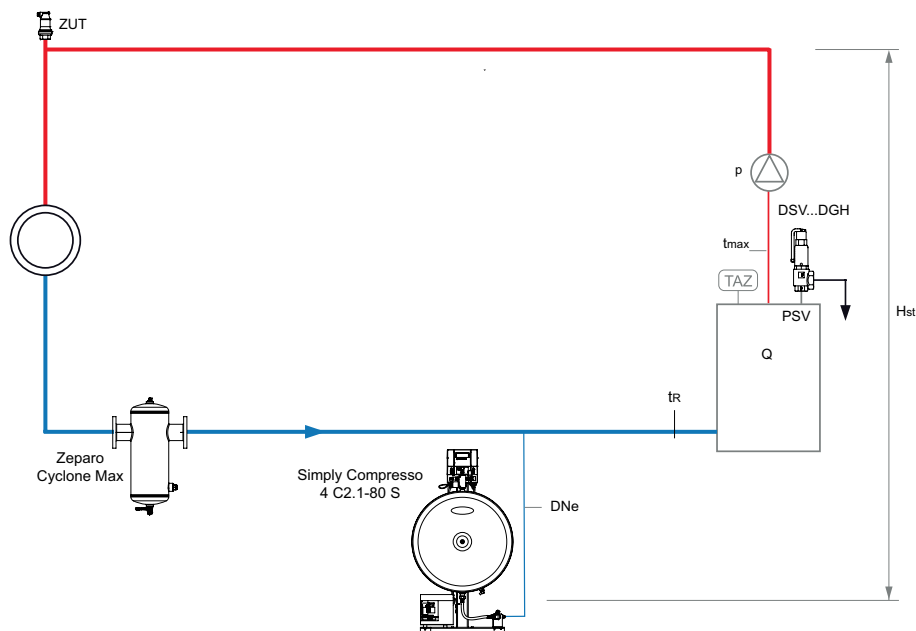 ZUT
p
DSV...DGH
tmax
TAZ
PSV
Hst
Q
tR
Zeparo
Cyclone Max
Simply Compresso
4 C2.1-80 S
DNe